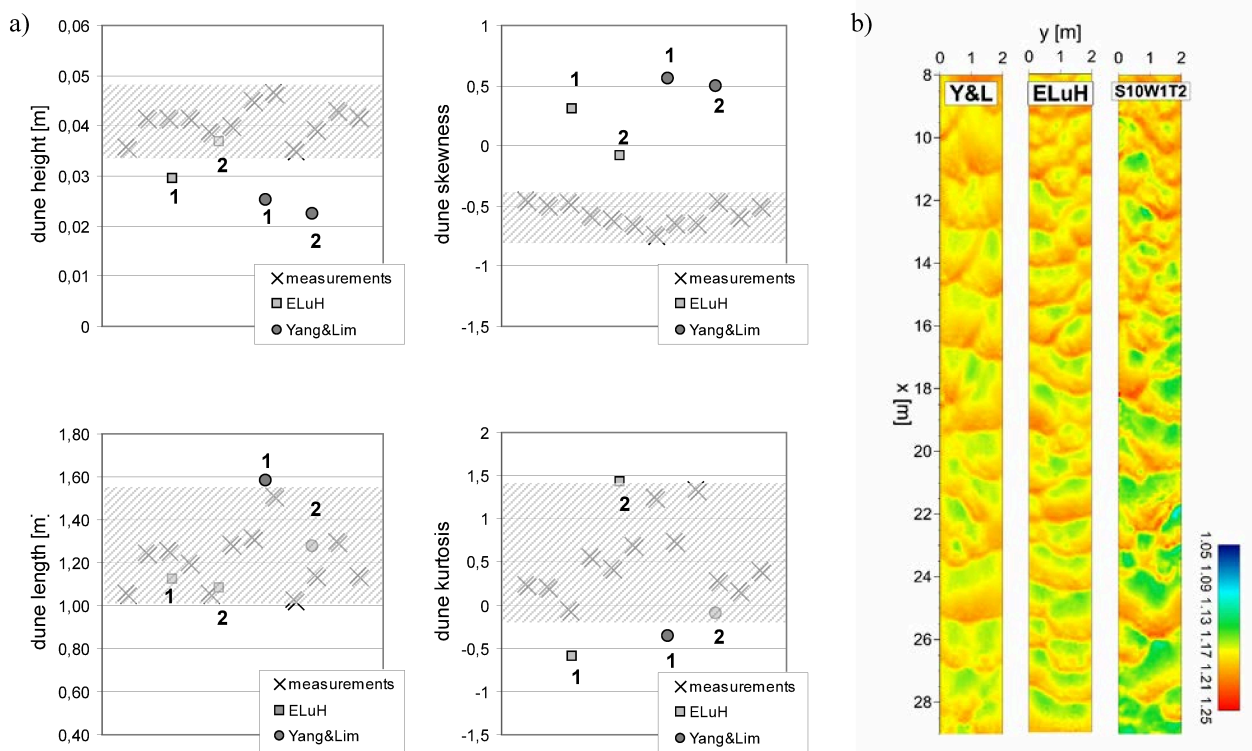 a)
0,06
0,05
0,04
0,03
0,02
0,01
0
dune height [m]
1
2
1
2
measurements
ELuH
Yang&Lim
1
0,5
0
-0,5
-1
-1,5
dune skewness
1
2
1
2
measurements
ELuH
Yang&Lim
1,80
1,60
1,40
1,20
1,00
0,80
0,60
0,40
dune length [m]
1
2
1
2
measurements
ELuH
Yang&Lim
2
1,5
1
0,5
0
-0,5
-1
-1,5
dune kurtosis
1
2
1
2
measurements
ELuH
Yang&Lim
b)
y [m]
0 1 2 0 1 2 0 1 2
Y&L ELuH S10W1T2
8
10
12
14
16
18
20
22
24
26
28
x [m]
1.05 1.09 1.13 1.17 1.21 1.25